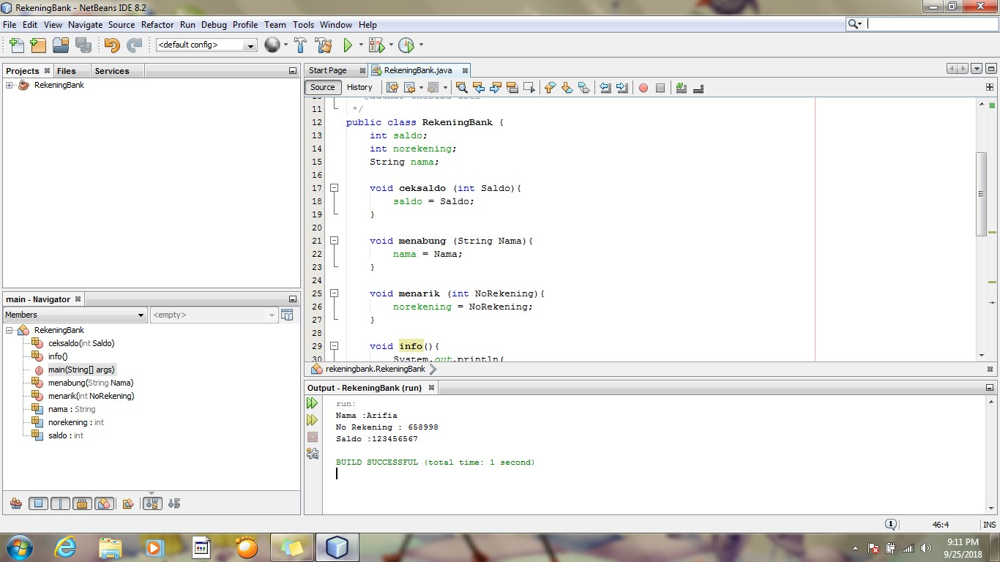 RekeningBank - NetBeans IDE 8.2
File Edit View Navigate Source Refactor Run Debug Profile Team Tools Window Help
<default config>
Projects Files Services
RekeningBank
main - Navigator
Members <empty>
RekeningBank
ceksaldo(int Saldo)
info()
main(String[] args)
menabung(String Nama)
menarik(int NoRekening)
nama : String
norekening : int
saldo : int
Start Page RekeningBank.java
Source History
11 */
12 public class RekeningBank {
13 int saldo;
14 int norekening;
15 String nama;
16
17 void ceksaldo (int Saldo){
18 saldo = Saldo;
19 }
20
21 void menabung (String Nama){
22 nama = Nama;
23 }
24
25 void menarik (int NoRekening){
26 norekening = NoRekening;
27 }
28
29 void info(){
30 System.out.println(
reekeningbank.RekeningBank
Output - RekeningBank (run)
run:
Nama :Arifia
No Rekening : 658998
Saldo :123456567
BUILD SUCCESSFUL (total time: 1 second)
1 46:4 INS
9:11 PM
9/25/2018